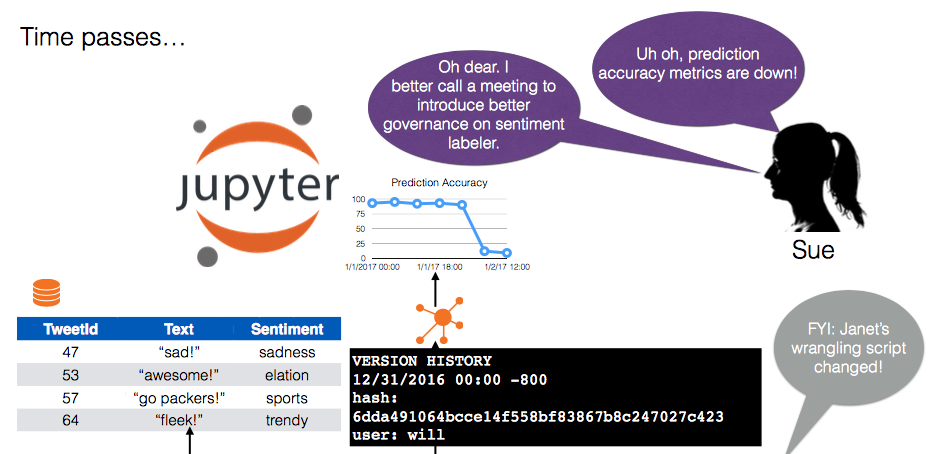 Time passes...
Uh oh, prediction
accuracy metrics are down!
Oh dear. I
better call a meeting to
introduce better
governance on sentiment
labeler.
jupyter
Prediction Accuracy
100
75
50
25
0
1/1/2017 00:00 1/1/17 18:00 1/2/17 12:00
Sue
TweetId Text Sentiment
47 “sad!” sadness
53 “awesome!” elation
57 “go packers!” sports
64 “fleek!” trendy
VERSION HISTORY
12/31/2016 00:00 -800
hash:
6dda491064bcce14f558bf83867b8c247027c423
user: will
FYI: Janet’s
wrangling script
changed!